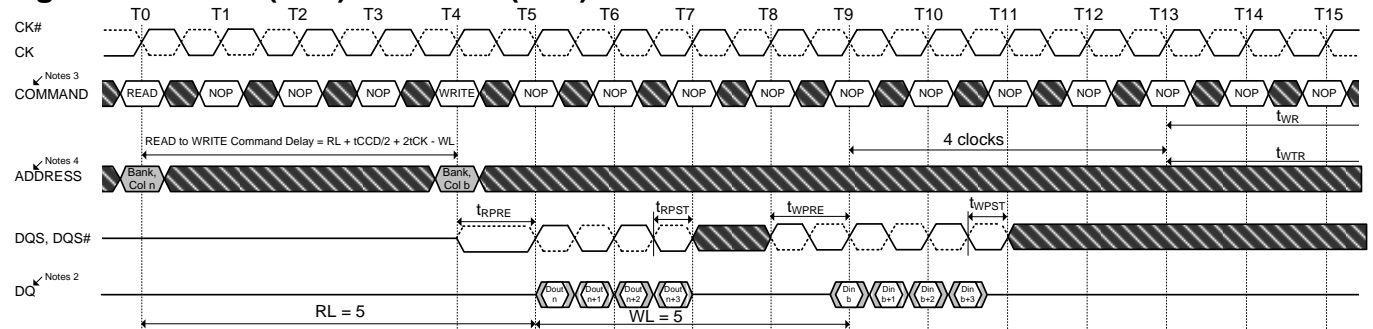 T0 T1 T2 T3 T4 T5 T6 T7 T8 T9 T10 T11 T12 T13 T14 T15
CK#
CK
Notes 3
COMMAND READ NOP NOP NOP WRITE NOP NOP NOP NOP NOP NOP NOP NOP NOP NOP NOP
tWR
READ to WRITE Command Delay = RL + tCCD/2 + 2tCK - WL
4 clocks
tWTR
Notes 4
ADDRESS
Bank, Col n
Bank, Col b
tRPRE tRPST tWPRE tWPST
DQS, DQS#
Notes 2
DQ
Dout n
Dout n+1
Dout n+2
Dout n+3
Din b
Din b+1
Din b+2
Din b+3
RL = 5 WL = 5